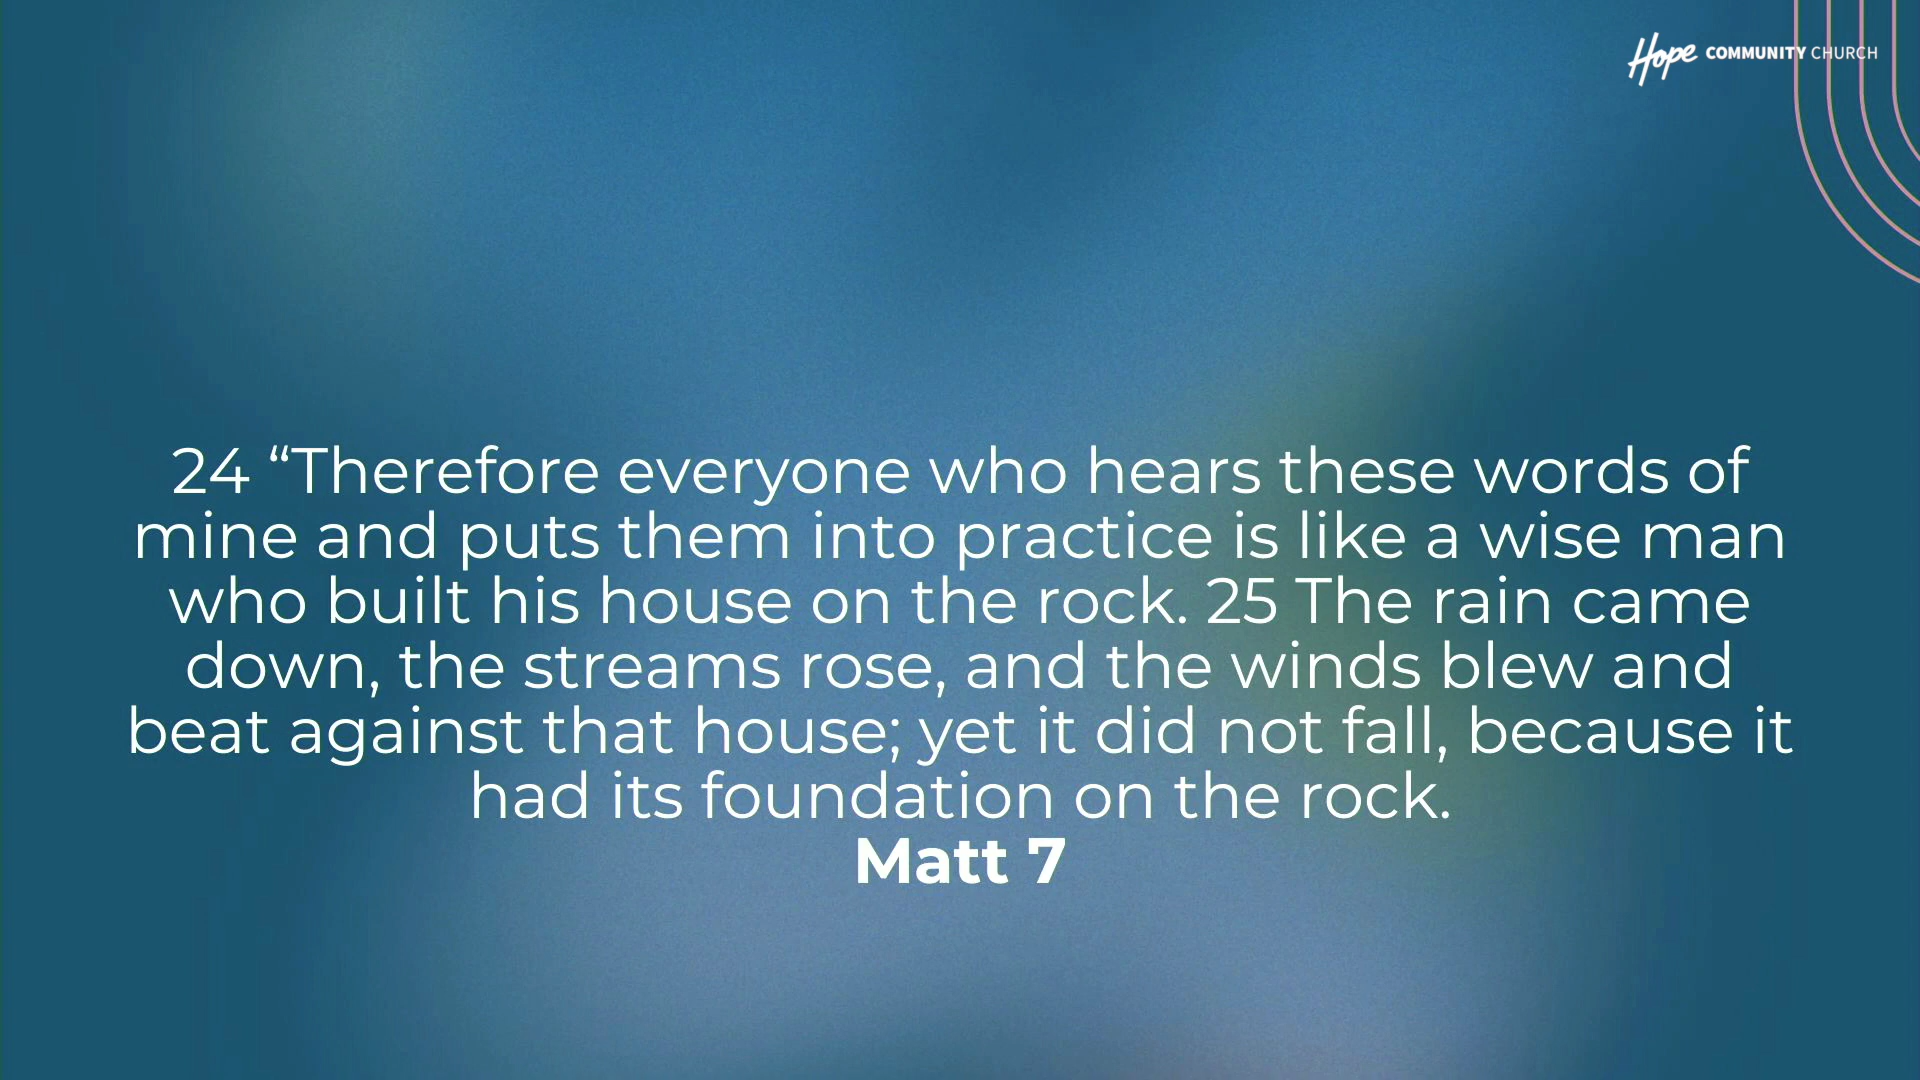 Hope COMMUNITY CHURCH
24 “Therefore everyone who hears these words of
mine and puts them into practice is like a wise man
who built his house on the rock. 25 The rain came
down, the streams rose, and the winds blew and
beat against that house; yet it did not fall, because it
had its foundation on the rock.
Matt 7